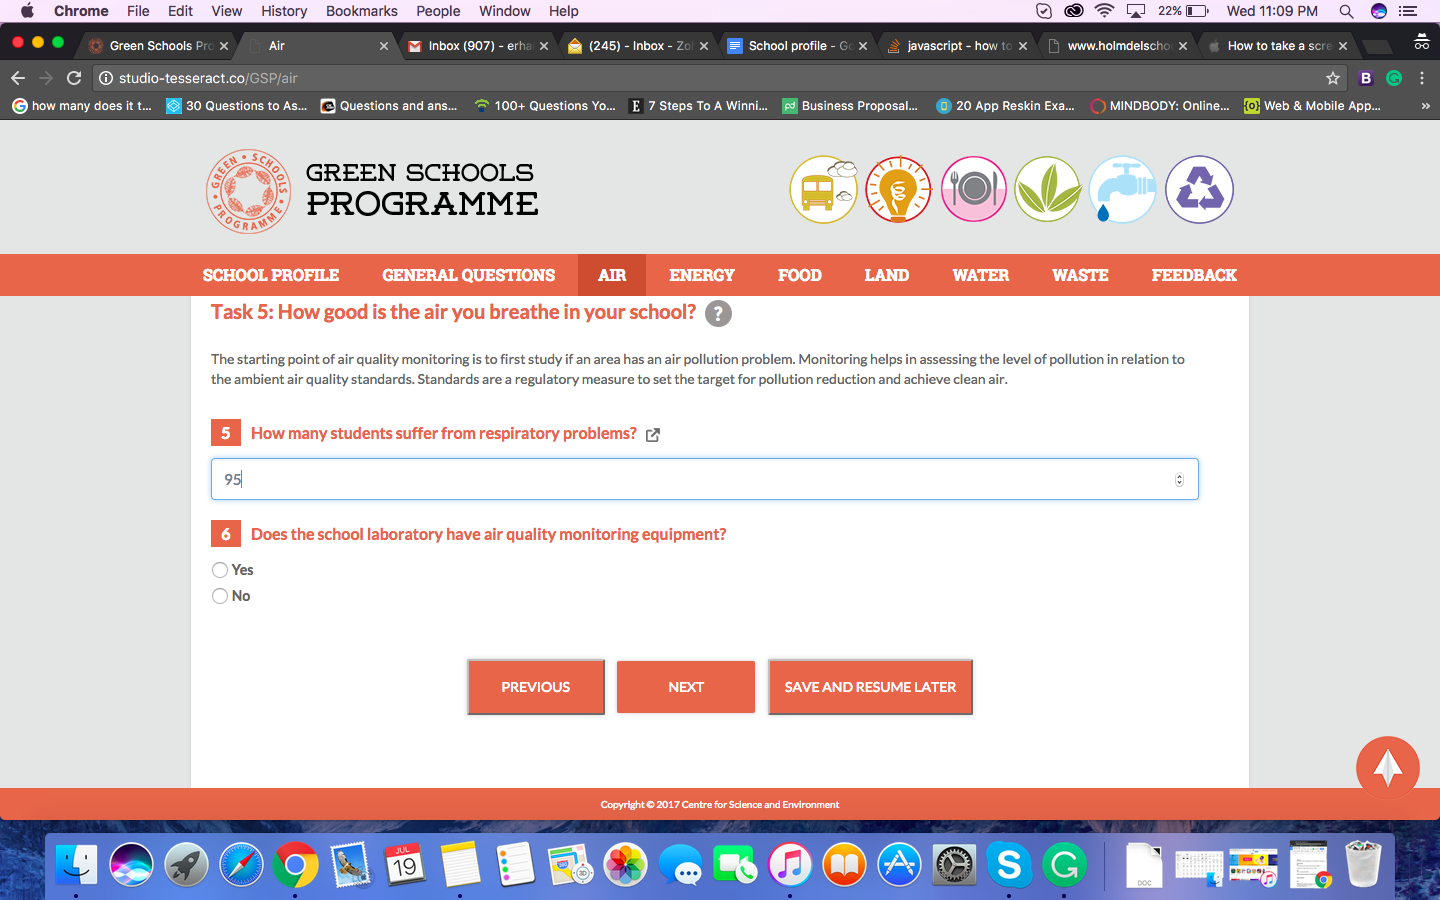 Chrome File Edit View History Bookmarks People Window Help 22% Wed 11:09 PM
Green Schools Pro Air Inbox (907) - erha (245) - Inbox - Zo School profile - Go javascript - how to www.holmdelschoo How to take a scre
studio-tesseract.co/GSP/air
how many does it t... 30 Questions to As... Questions and ans... 100+ Questions Yo... 7 Steps To A Winni... Business Proposal... 20 App Reskin Exa... MINDBODY: Online... Web & Mobile App... »
GREEN • SCHOOLS • PROGRAMME •
GREEN SCHOOLS
PROGRAMME
SCHOOL PROFILE GENERAL QUESTIONS AIR ENERGY FOOD LAND WATER WASTE FEEDBACK
Task 5: How good is the air you breathe in your school? ?
The starting point of air quality monitoring is to first study if an area has an air pollution problem. Monitoring helps in assessing the level of pollution in relation to
the ambient air quality standards. Standards are a regulatory measure to set the target for pollution reduction and achieve clean air.
5 How many students suffer from respiratory problems?
95
6 Does the school laboratory have air quality monitoring equipment?
Yes
No
PREVIOUS NEXT SAVE AND RESUME LATER
Copyright © 2017 Centre for Science and Environment
JUL
19
3D
DOC